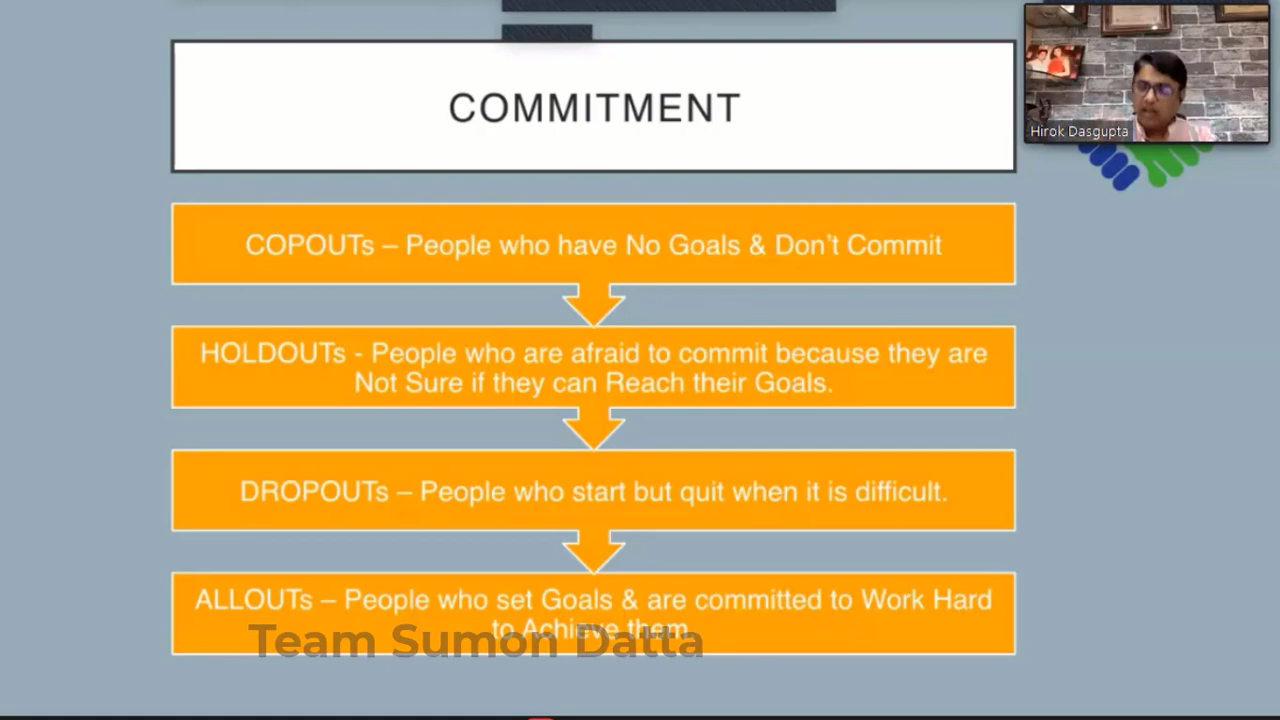 COMMITMENT
Hirok Dasgupta
COPOUTs – People who have No Goals & Don't Commit
HOLDOUTs - People who are afraid to commit because they are
Not Sure if they can Reach their Goals.
DROPOUTs – People who start but quit when it is difficult.
ALLOUTs – People who set Goals & are committed to Work Hard
to Achieve them.
Team Sumon Datta